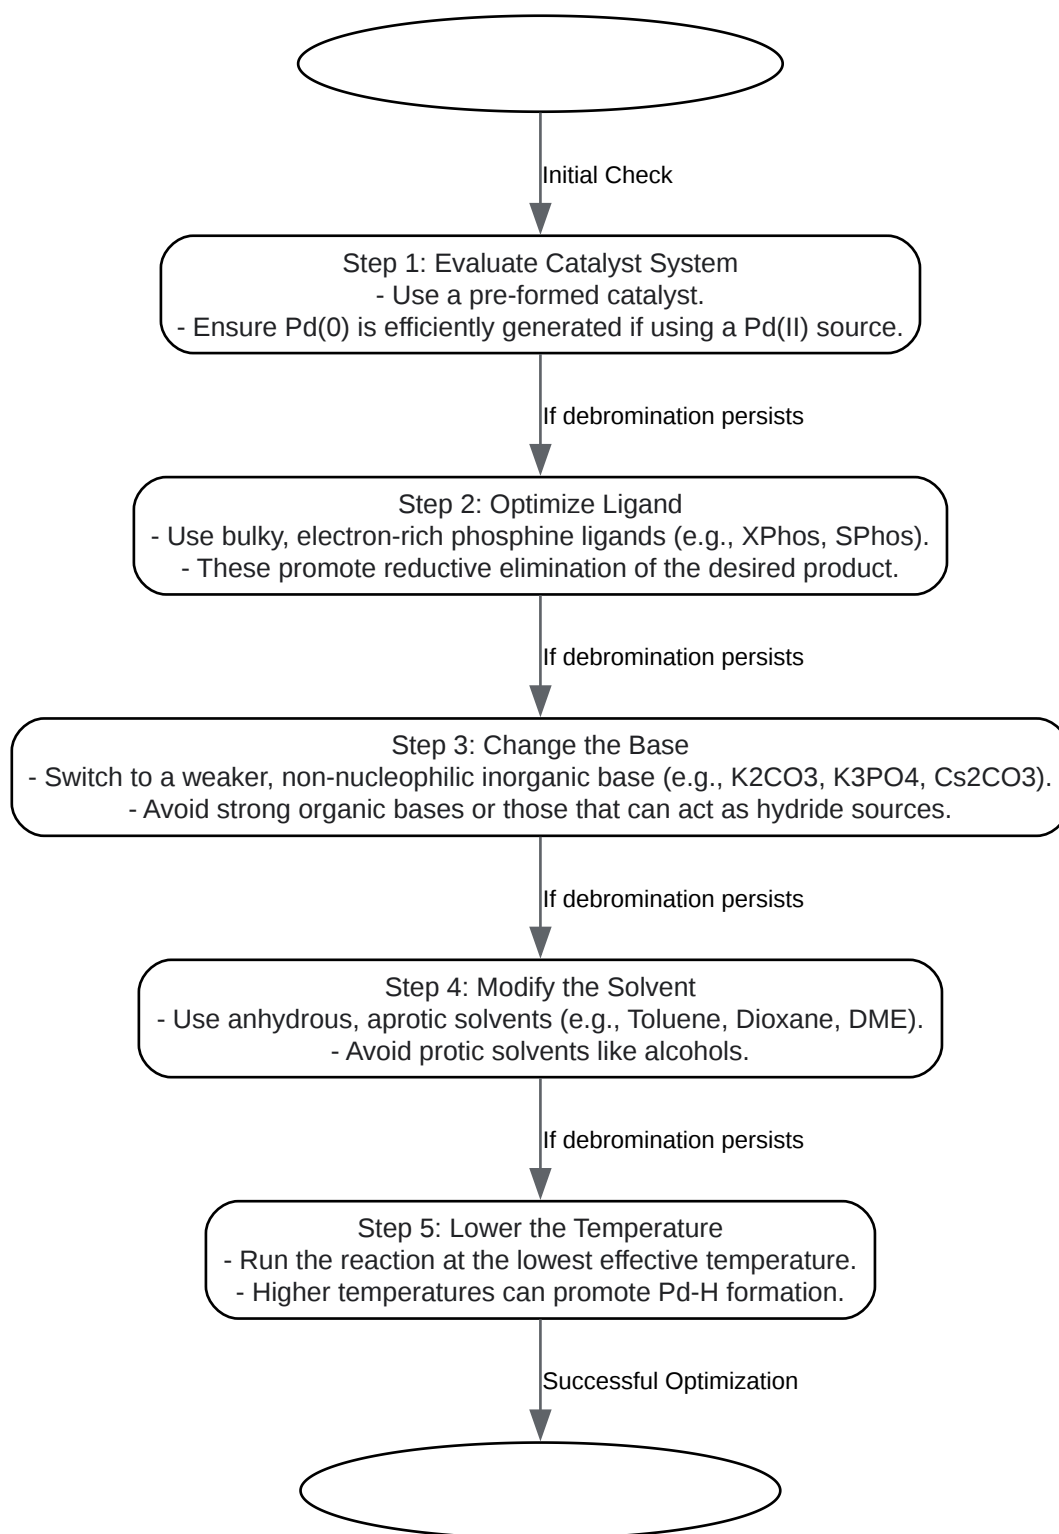 Initial Check
Step 1: Evaluate Catalyst System
- Use a pre-formed catalyst.
- Ensure Pd(0) is efficiently generated if using a Pd(II) source.
If debromination persists
Step 2: Optimize Ligand
- Use bulky, electron-rich phosphine ligands (e.g., XPhos, SPhos).
- These promote reductive elimination of the desired product.
If debromination persists
Step 3: Change the Base
- Switch to a weaker, non-nucleophilic inorganic base (e.g., K2CO3, K3PO4, Cs2CO3).
- Avoid strong organic bases or those that can act as hydride sources.
If debromination persists
Step 4: Modify the Solvent
- Use anhydrous, aprotic solvents (e.g., Toluene, Dioxane, DME).
- Avoid protic solvents like alcohols.
If debromination persists
Step 5: Lower the Temperature
- Run the reaction at the lowest effective temperature.
- Higher temperatures can promote Pd-H formation.
Successful Optimization